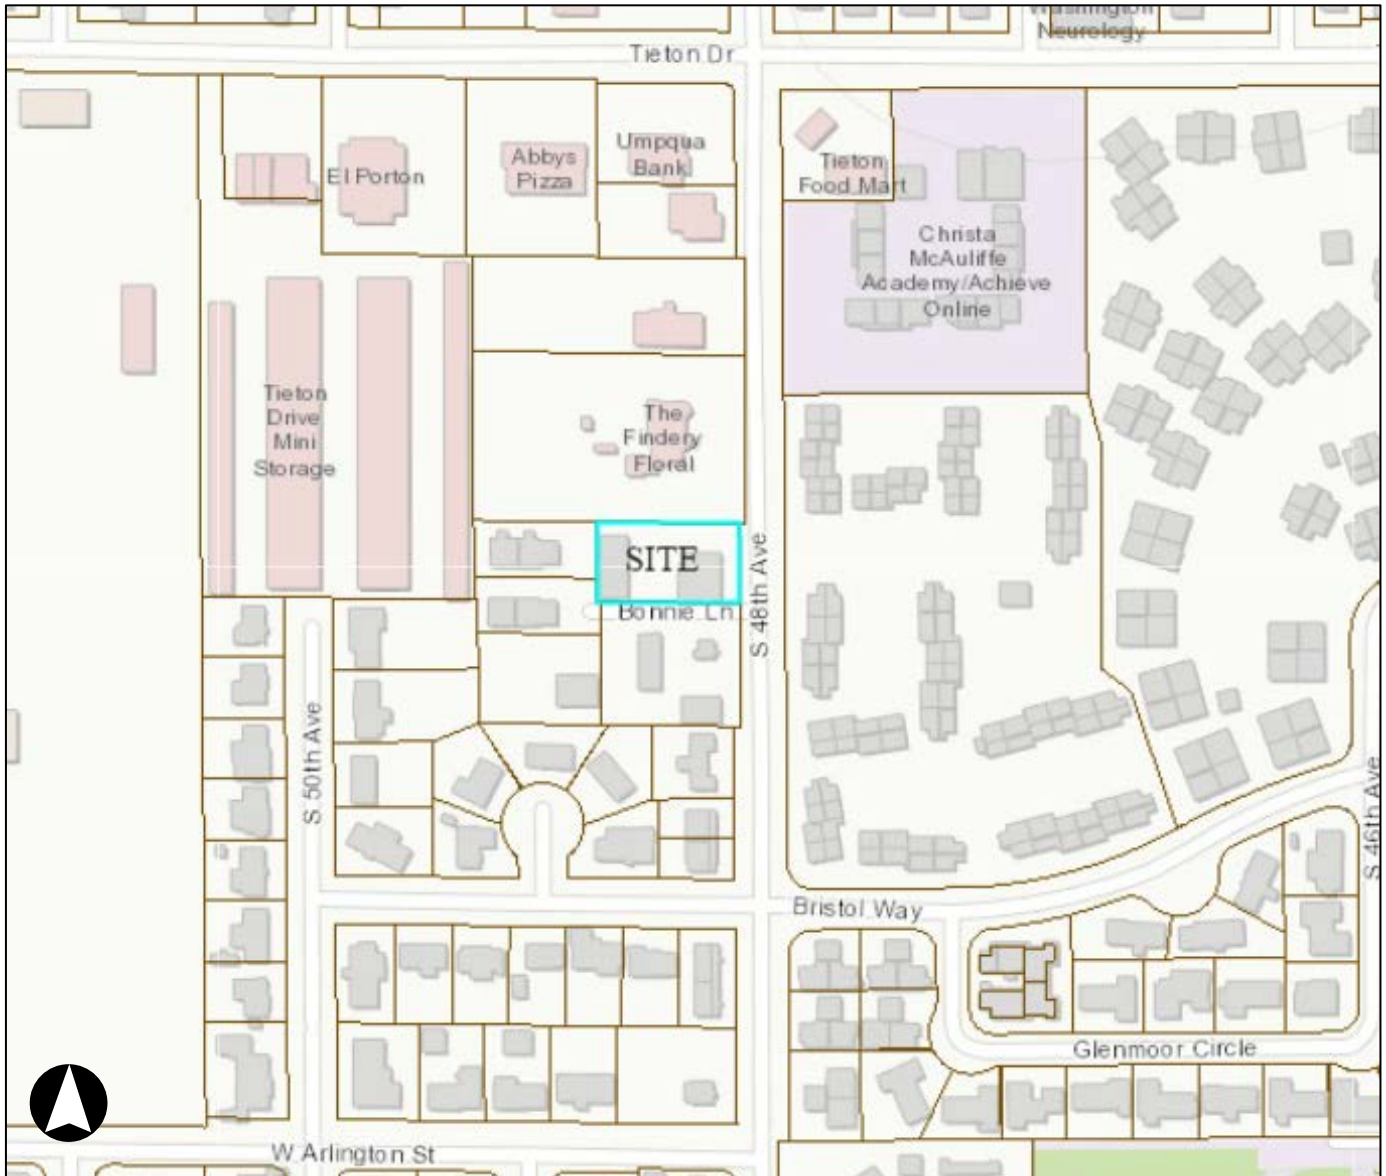 Washington
Neurology
Tieton Dr
Umpqua
Bank
Abbys
Pizza
El Porton
Tieton
Food Mart
Christa
McAuliffe
Academy/Achieve
Online
Tieton
Drive
Mini
Storage
The
Findery
Floral
SITE
Bonnie Ln
S 48th Ave
S 50th Ave
S 46th Ave
Bristol Way
Glenmoor Circle
W Arlington St